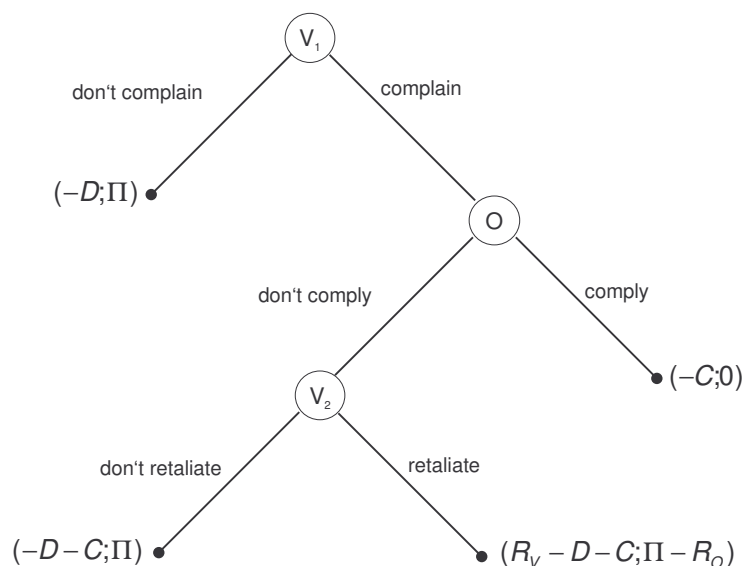 V₁
don't complain
complain
(−D;Π)
O
don't comply
comply
(−C;0)
V₂
don't retaliate
retaliate
(−D−C;Π)
(R_V−D−C;Π−R_O)